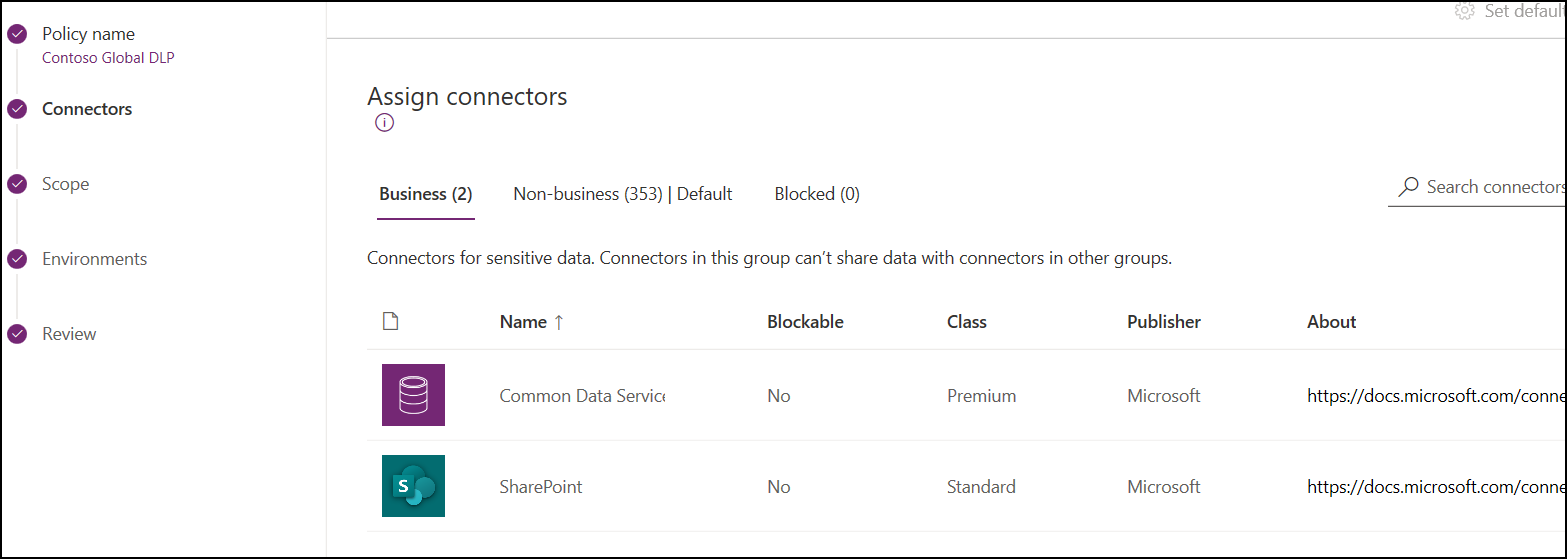 Policy name
Contoso Global DLP
Connectors
Scope
Environments
Review
Set defaul
Assign connectors
Business (2) Non-business (353) | Default Blocked (0)
Search connectors
Connectors for sensitive data. Connectors in this group can’t share data with connectors in other groups.
Name ↑ Blockable Class Publisher About
Common Data Service No Premium Microsoft https://docs.microsoft.com/conne
S SharePoint No Standard Microsoft https://docs.microsoft.com/conne